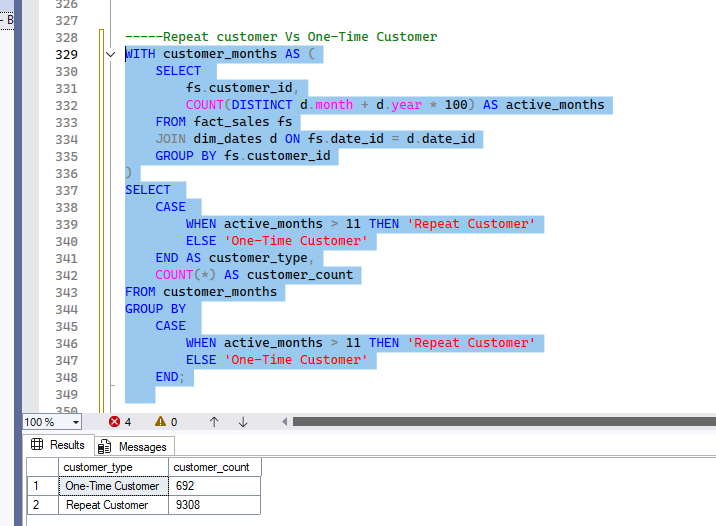 326
- B
327
328 -----Repeat customer Vs One-Time Customer
329 WITH customer_months AS (
330 SELECT
331 fs.customer_id,
332 COUNT(DISTINCT d.month + d.year * 100) AS active_months
333 FROM fact_sales fs
334 JOIN dim_dates d ON fs.date_id = d.date_id
335 GROUP BY fs.customer_id
336 )
337 SELECT
338 CASE
339 WHEN active_months > 11 THEN 'Repeat Customer'
340 ELSE 'One-Time Customer'
341 END AS customer_type,
342 COUNT(*) AS customer_count
343 FROM customer_months
344 GROUP BY
345 CASE
346 WHEN active_months > 11 THEN 'Repeat Customer'
347 ELSE 'One-Time Customer'
348 END;
349
350
100 % 4 0
Results Messages
customer_type customer_count
1 One-Time Customer 692
2 Repeat Customer 9308